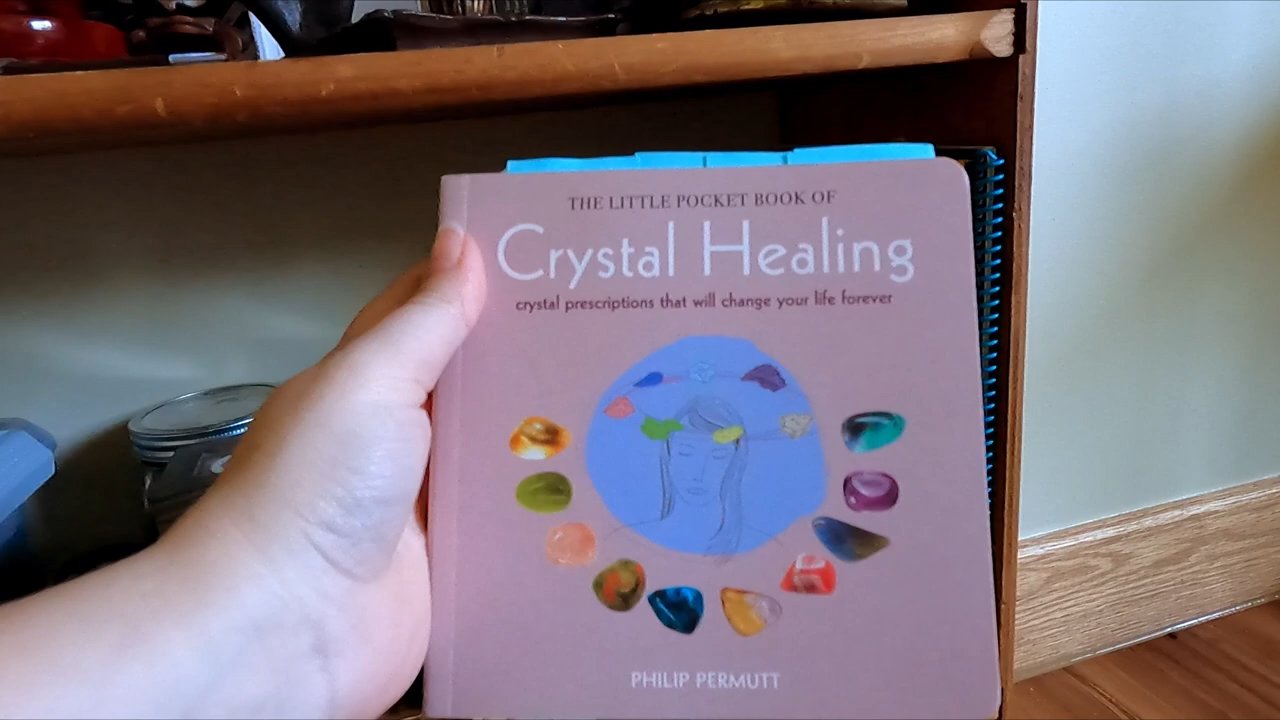 THE LITTLE POCKET BOOK OF
Crystal Healing
crystal prescriptions that will change your life forever
PHILIP PERMUTT